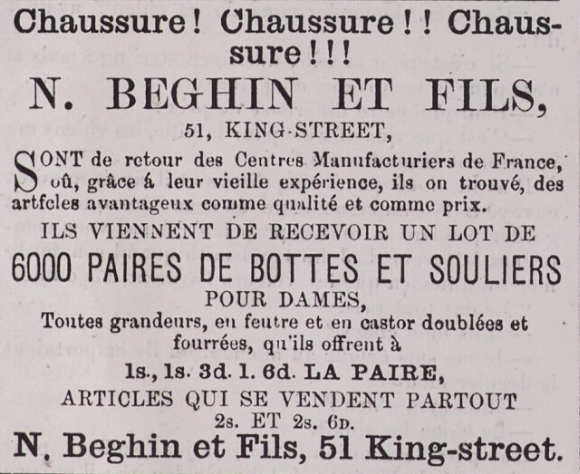 Chaussure! Chaussure!! Chaus-
sure!!!
N. BEGHIN ET FILS,
51, KING-STREET,
SONT de retour des Centres Manufacturiers de France,
où, grâce á leur vieille expérience, ils on trouvé, des
artfcles avantageux comme qualité et comme prix.
ILS VIENNENT DE RECEVOIR UN LOT DE
6000 PAIRES DE BOTTES ET SOULIERS
POUR DAMES,
Toutes grandeurs, en feutre et en castor doublées et
fourrées, qu'ils offrent à
1s., 1s. 3d. 1. 6d. LA PAIRE,
ARTICLES QUI SE VENDENT PARTOUT
2s. ET 2s. 6D.
N. Beghin et Fils, 51 King-street.